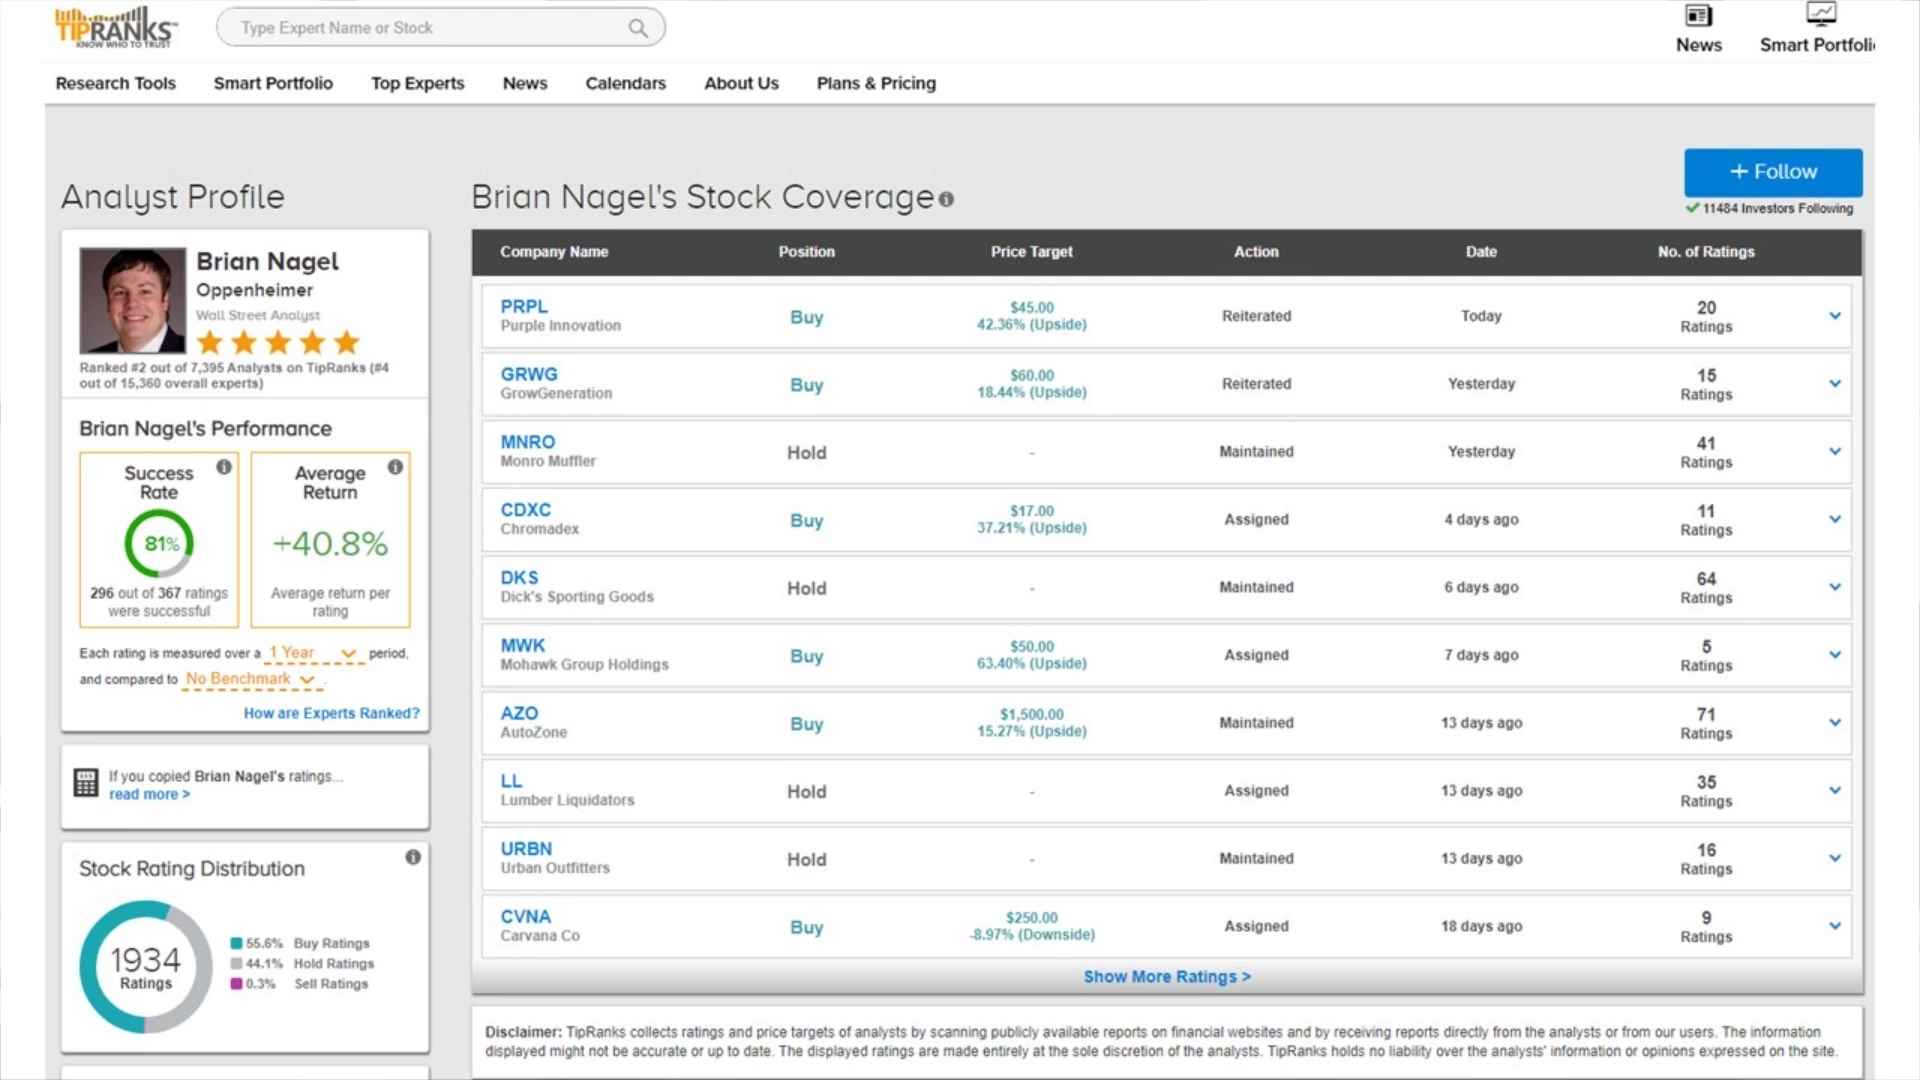 TIPRANKS™
KNOW WHO TO TRUST
Type Expert Name or Stock
News
Smart Portfoli
Research Tools
Smart Portfolio
Top Experts
News
Calendars
About Us
Plans & Pricing
+ Follow
11484 Investors Following
Analyst Profile
Brian Nagel
Oppenheimer
Wall Street Analyst
Ranked #2 out of 7,395 Analysts on TipRanks (#4
out of 15,360 overall experts)
Brian Nagel's Performance
Success
Rate
81%
296 out of 367 ratings
were successful
Average
Return
+40.8%
Average return per
rating
Each rating is measured over a 1 Year period,
and compared to No Benchmark .
How are Experts Ranked?
If you copied Brian Nagel's ratings...
read more >
Stock Rating Distribution
1934
Ratings
55.6% Buy Ratings
44.1% Hold Ratings
0.3% Sell Ratings
Brian Nagel's Stock Coverage
Company Name Position Price Target Action Date No. of Ratings
PRPL
Purple Innovation
Buy
$45.00
42.36% (Upside)
Reiterated
Today
20
Ratings
GRWG
GrowGeneration
Buy
$60.00
18.44% (Upside)
Reiterated
Yesterday
15
Ratings
MNRO
Monro Muffler
Hold
-
Maintained
Yesterday
41
Ratings
CDXC
Chromadex
Buy
$17.00
37.21% (Upside)
Assigned
4 days ago
11
Ratings
DKS
Dick's Sporting Goods
Hold
-
Maintained
6 days ago
64
Ratings
MWK
Mohawk Group Holdings
Buy
$50.00
63.40% (Upside)
Assigned
7 days ago
5
Ratings
AZO
AutoZone
Buy
$1,500.00
15.27% (Upside)
Maintained
13 days ago
71
Ratings
LL
Lumber Liquidators
Hold
-
Assigned
13 days ago
35
Ratings
URBN
Urban Outfitters
Hold
-
Maintained
13 days ago
16
Ratings
CVNA
Carvana Co
Buy
$250.00
-8.97% (Downside)
Assigned
18 days ago
9
Ratings
Show More Ratings >
Disclaimer: TipRanks collects ratings and price targets of analysts by scanning publicly available reports on financial websites and by receiving reports directly from the analysts or from our users. The information
displayed might not be accurate or up to date. The displayed ratings are made entirely at the sole discretion of the analysts. TipRanks holds no liability over the analysts' information or opinions expressed on the site.